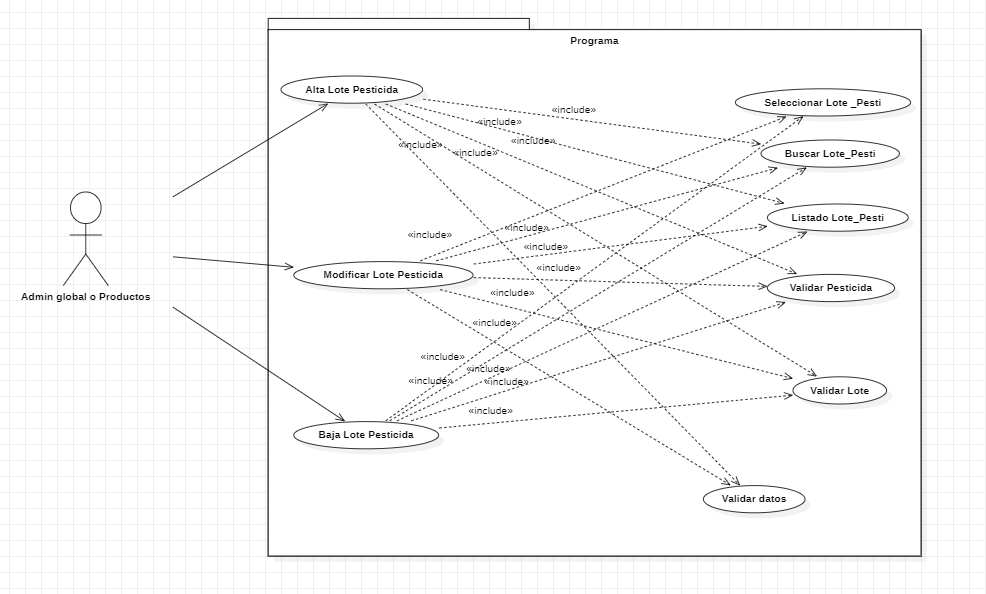 Programa
Alta Lote Pesticida
Seleccionar Lote _Pesti
«include»
«include»
«include»
«include»
«include»
Buscar Lote_Pesti
Listado Lote_Pesti
«include»
«include»
«include»
«include»
Modificar Lote Pesticida
Validar Pesticida
Admin global o Productos
«include»
«include»
«include»
«include»
«include»
«include»
«include»
Validar Lote
Baja Lote Pesticida
Validar datos